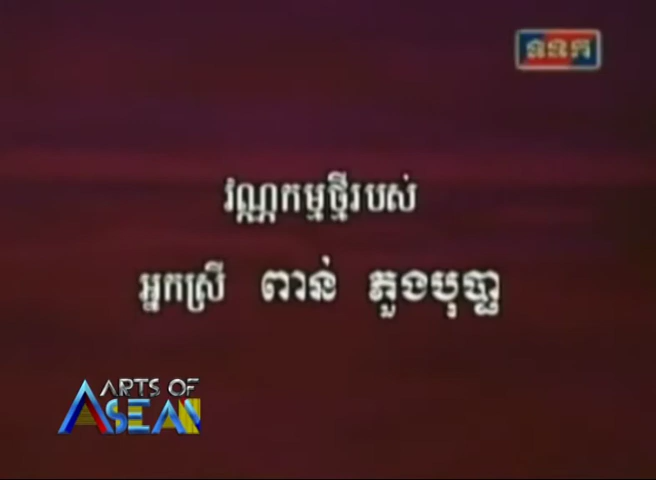 ទទក
វណ្ណកម្មថ្មីរបស់
អ្នកស្រី ពាន់ ភួងបុប្ផា
ARTS OF
ASEAN